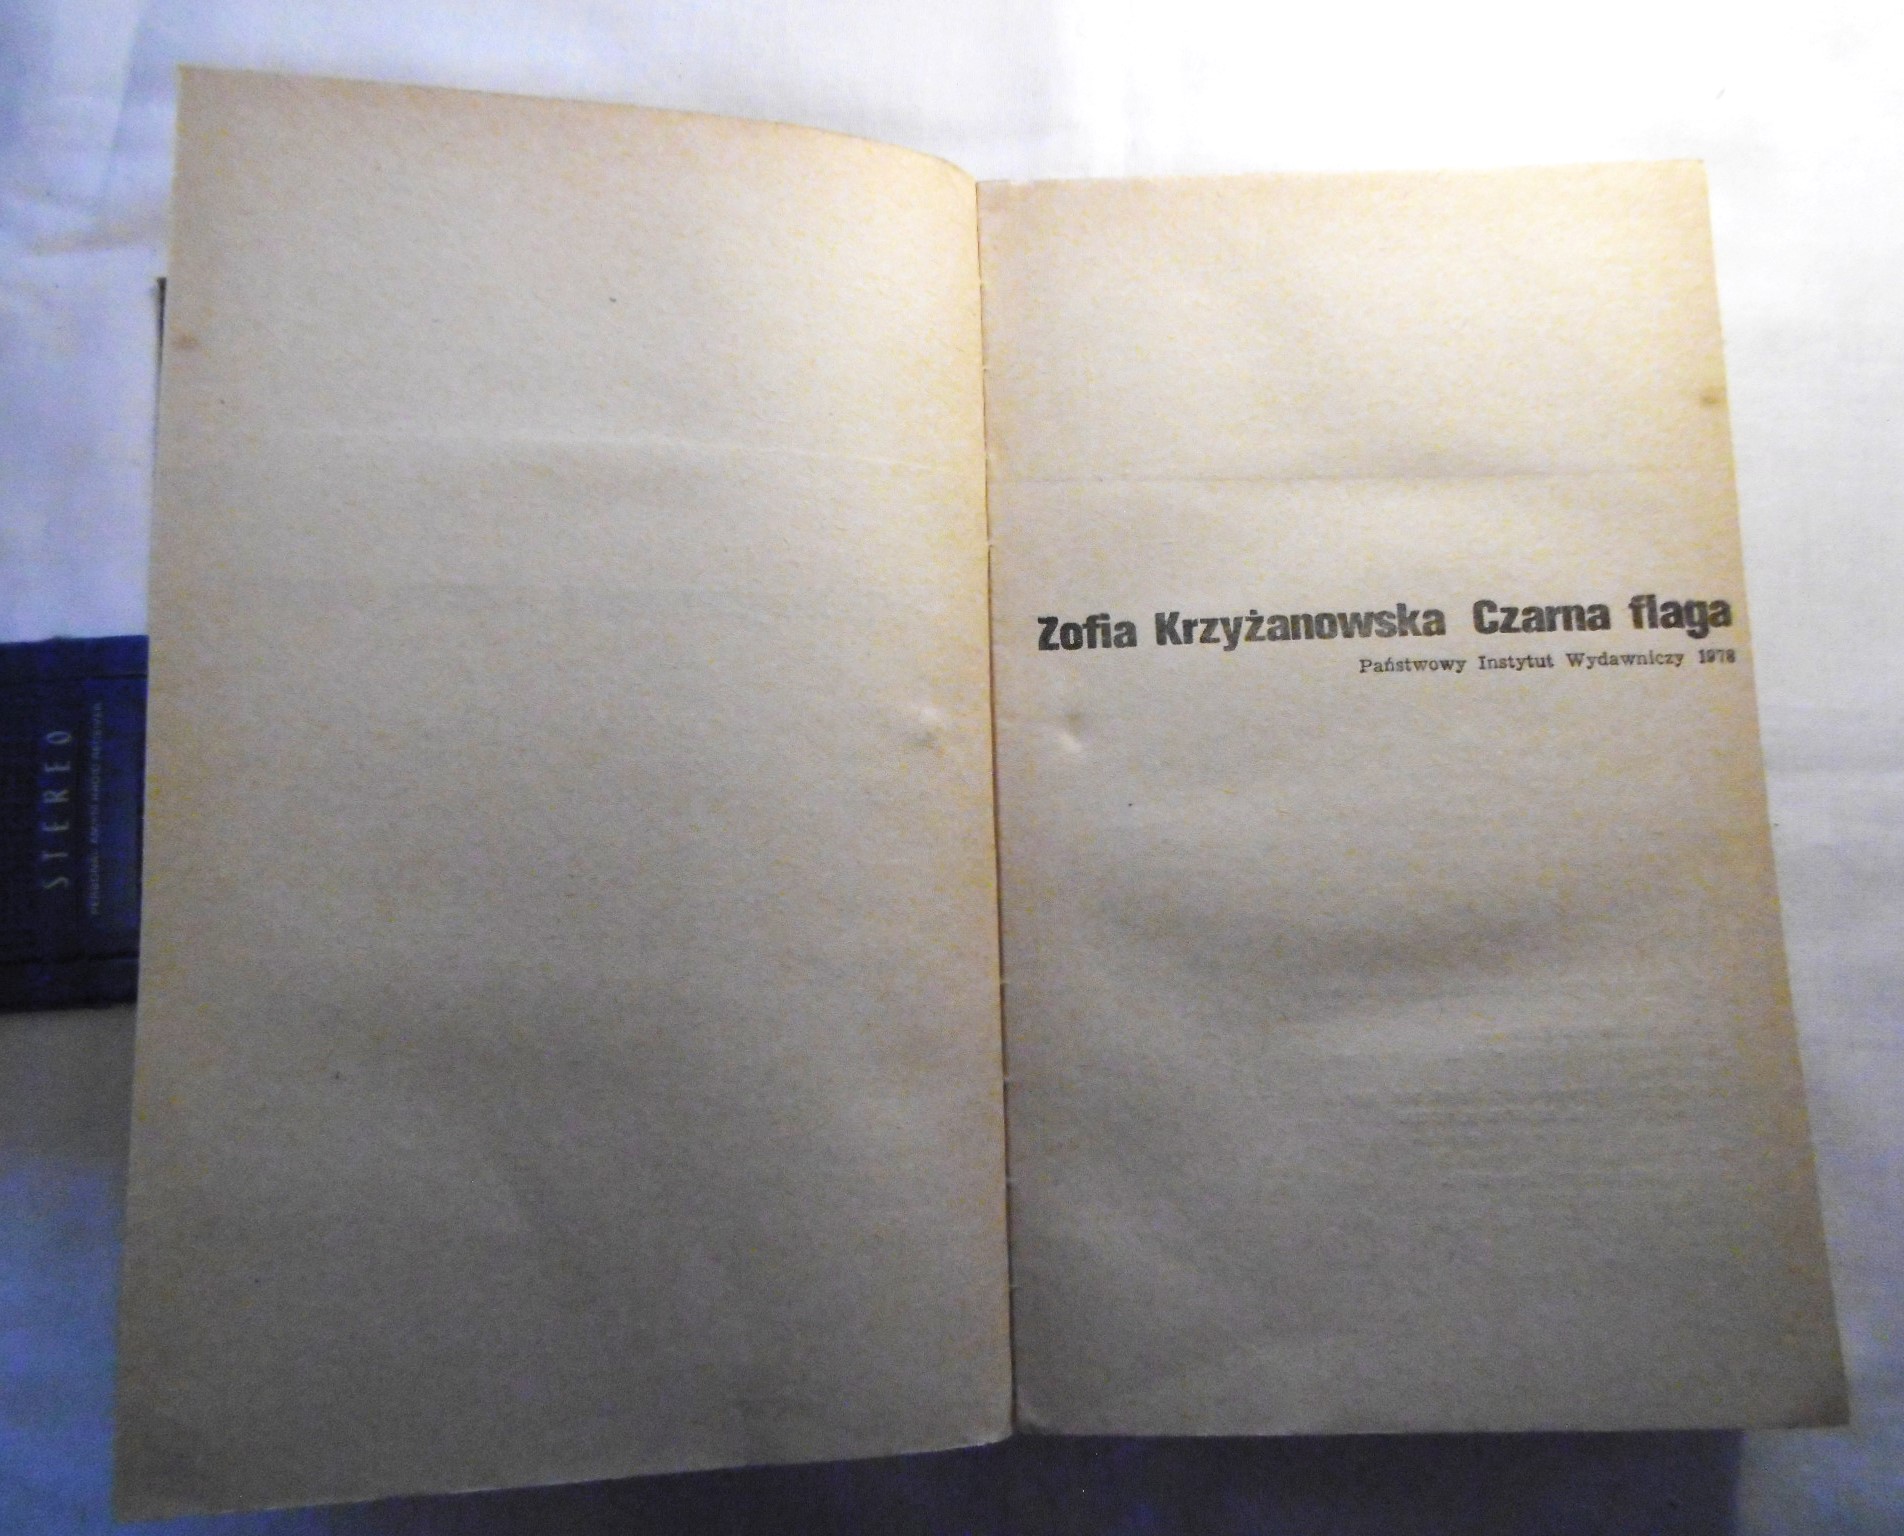 STEREO
Zofia Krzyżanowska Czarna flaga
Państwowy Instytut Wydawniczy 1978